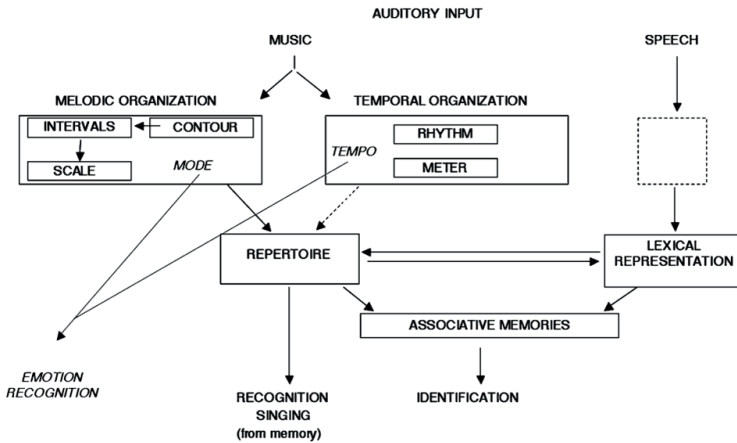 AUDITORY INPUT
MUSIC
SPEECH
MELODIC ORGANIZATION
TEMPORAL ORGANIZATION
INTERVALS
CONTOUR
SCALE
MODE
TEMPO
RHYTHM
METER
REPERTOIRE
LEXICAL
REPRESENTATION
ASSOCIATIVE MEMORIES
EMOTION
RECOGNITION
RECOGNITION
SINGING
(from memory)
IDENTIFICATION